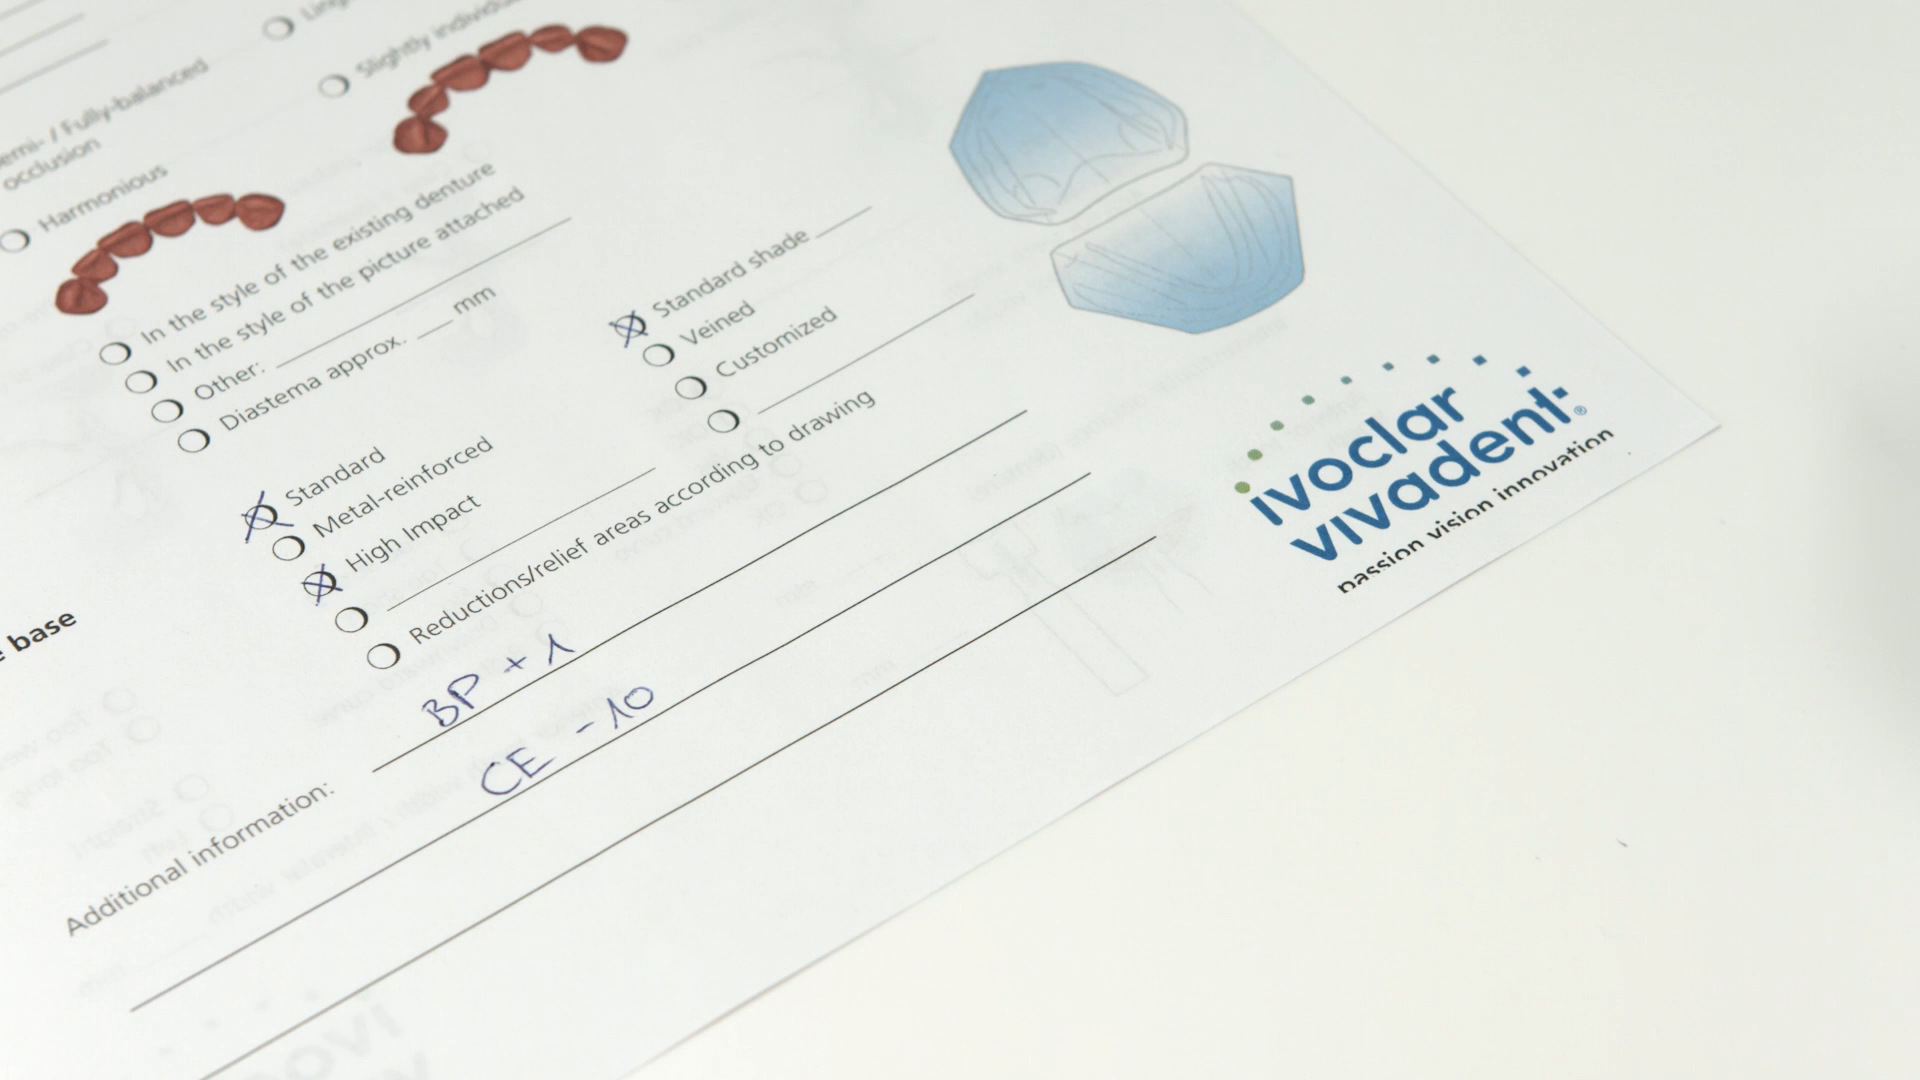 Slightly
emi- / Fully-balanced
occlusion
Harmonious
In the style of the existing denture
In the style of the picture attached
Other:
Diastema approx. ___ mm
Standard
Metal-reinforced
High Impact
Reductions/relief areas according to drawing
Standard shade
Veined
Customized
base
Additional information:
BP + 1
CE - 10
ivoclar
vivadent®
passion vision innovation